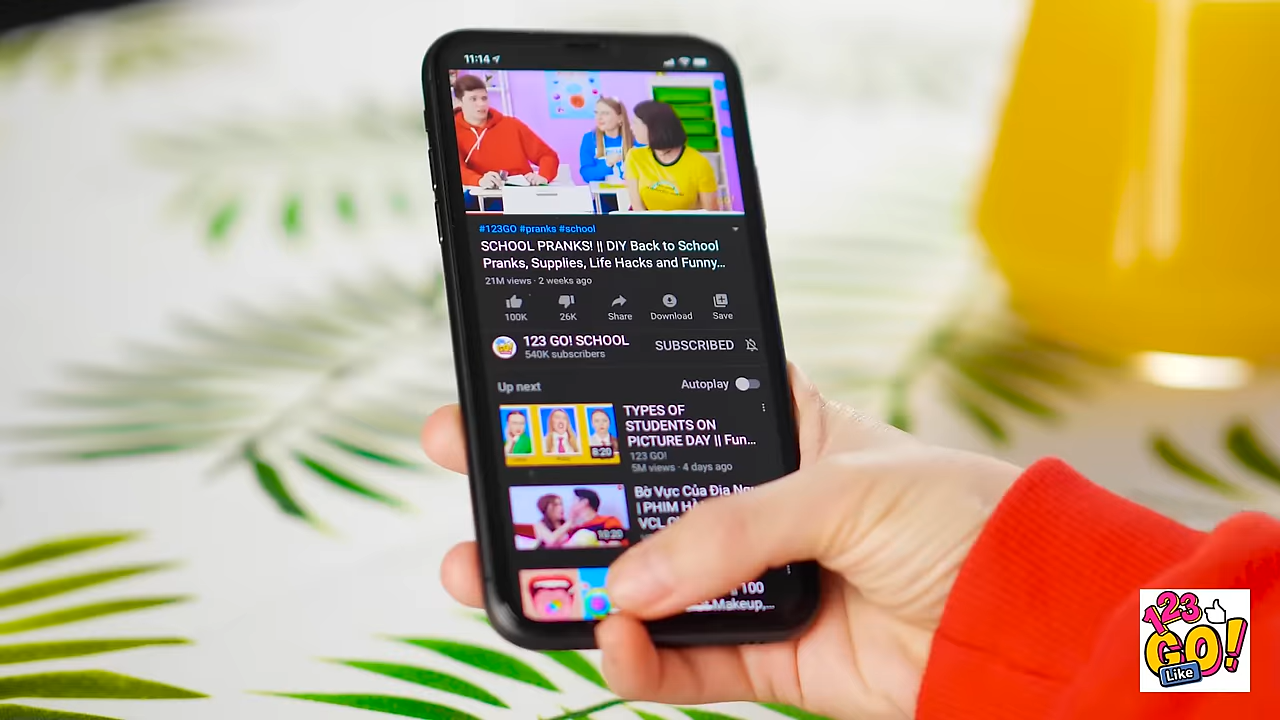 11:14
#123GO #pranks #school
SCHOOL PRANKS! || DIY Back to School
Pranks, Supplies, Life Hacks and Funny...
21M views · 2 weeks ago
100K
26K
Share
Download
Save
123 GO! SCHOOL
540K subscribers
SUBSCRIBED
Up next
Autoplay
8:20
TYPES OF
STUDENTS ON
PICTURE DAY || Fun...
123 GO!
5M views · 4 days ago
10:20
Bờ Vực Của Địa
| PHIM
VCL
100
Makeup,...
123
GO!
Like